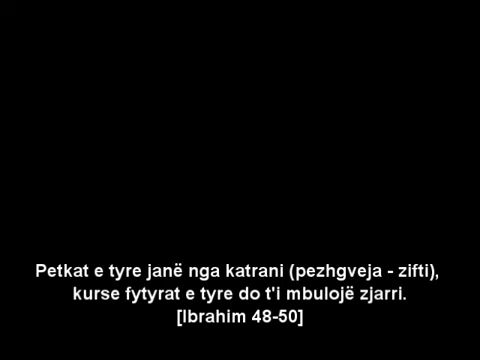 Petkat e tyre janë nga katrani (pezhgveja - zifti),
kurse fytyrat e tyre do t'i mbulojë zjarri.
[Ibrahim 48-50]